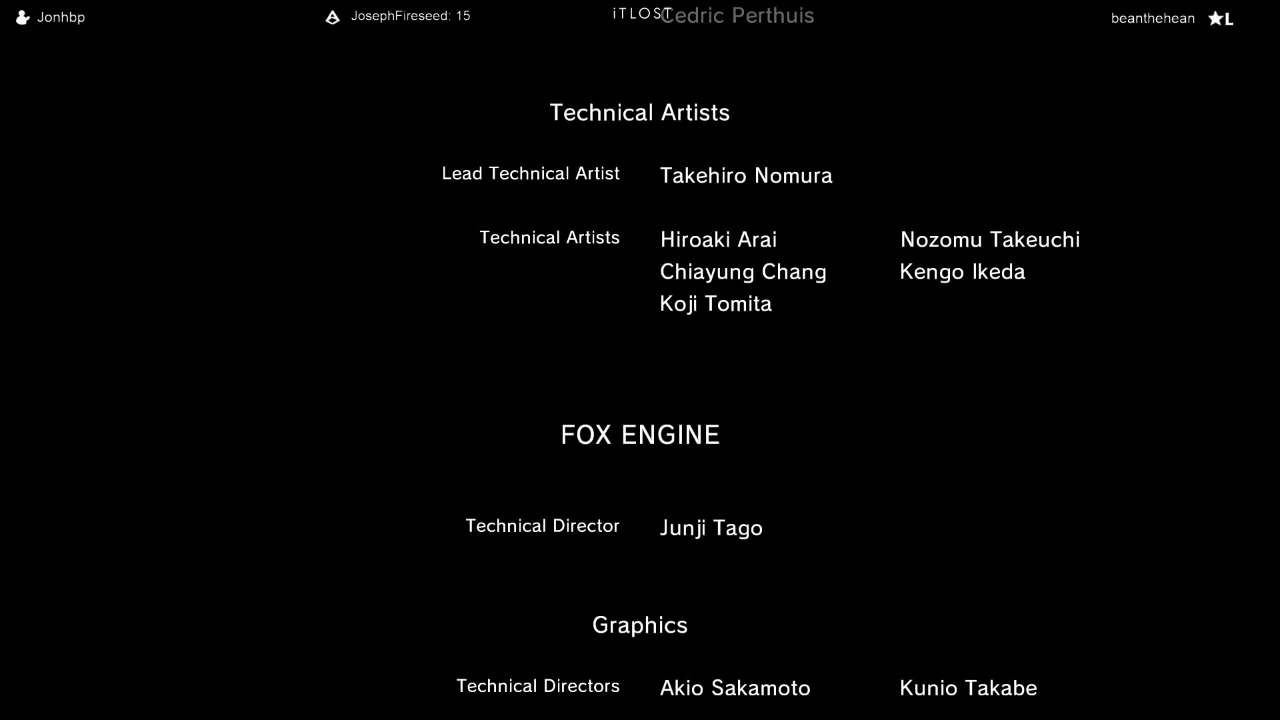 Jonhbp JosephFireseed: 15 iTLOST beanthehean ★L
Cedric Perthuis
Technical Artists
Lead Technical Artist Takehiro Nomura
Technical Artists Hiroaki Arai Nozomu Takeuchi
Chiayung Chang Kengo Ikeda
Koji Tomita
FOX ENGINE
Technical Director Junji Tago
Graphics
Technical Directors Akio Sakamoto Kunio Takabe